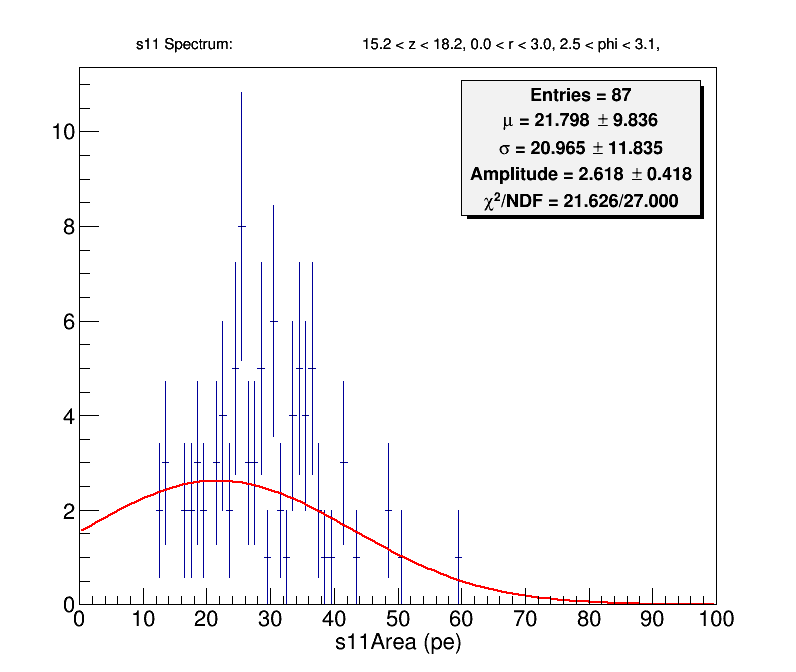 s11 Spectrum: 15.2 < z < 18.2, 0.0 < r < 3.0, 2.5 < phi < 3.1,
Entries = 87
μ = 21.798 ± 9.836
σ = 20.965 ± 11.835
Amplitude = 2.618 ± 0.418
χ²/NDF = 21.626/27.000
10
8
6
4
2
0
0 10 20 30 40 50 60 70 80 90 100
s11Area (pe)